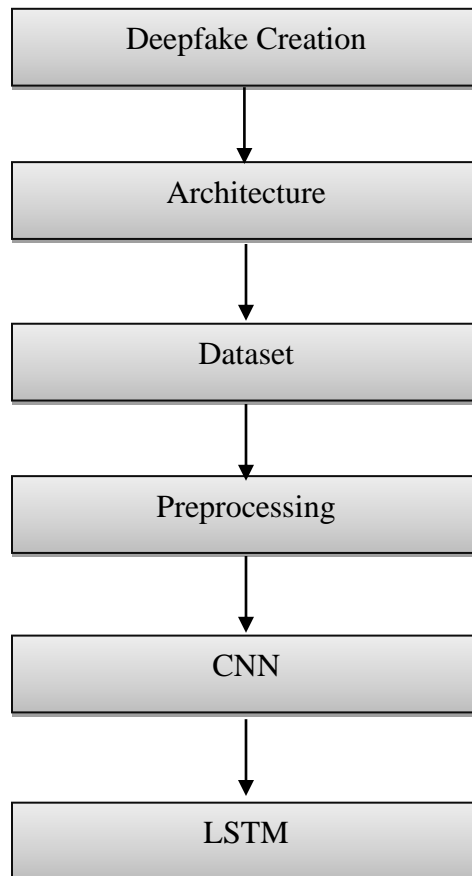 Deepfake Creation
Architecture
Dataset
Preprocessing
CNN
LSTM